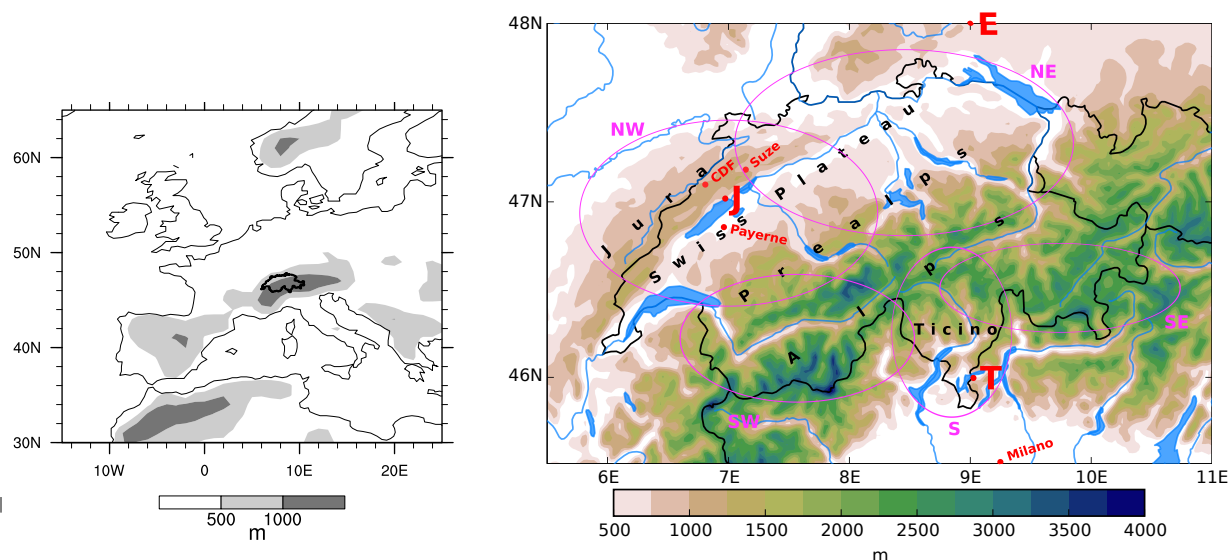 60N
50N
40N
30N
10W 0 10E 20E
500 1000
m
48N
47N
46N
6E 7E 8E 9E 10E 11E
E
NE
NW
CDF
Suze
J
Payerne
Jura
Swiss Plateau
Prealps
Alps
Ticino
T
SE
SW
S
Milano
500 1000 1500 2000 2500 3000 3500 4000
m